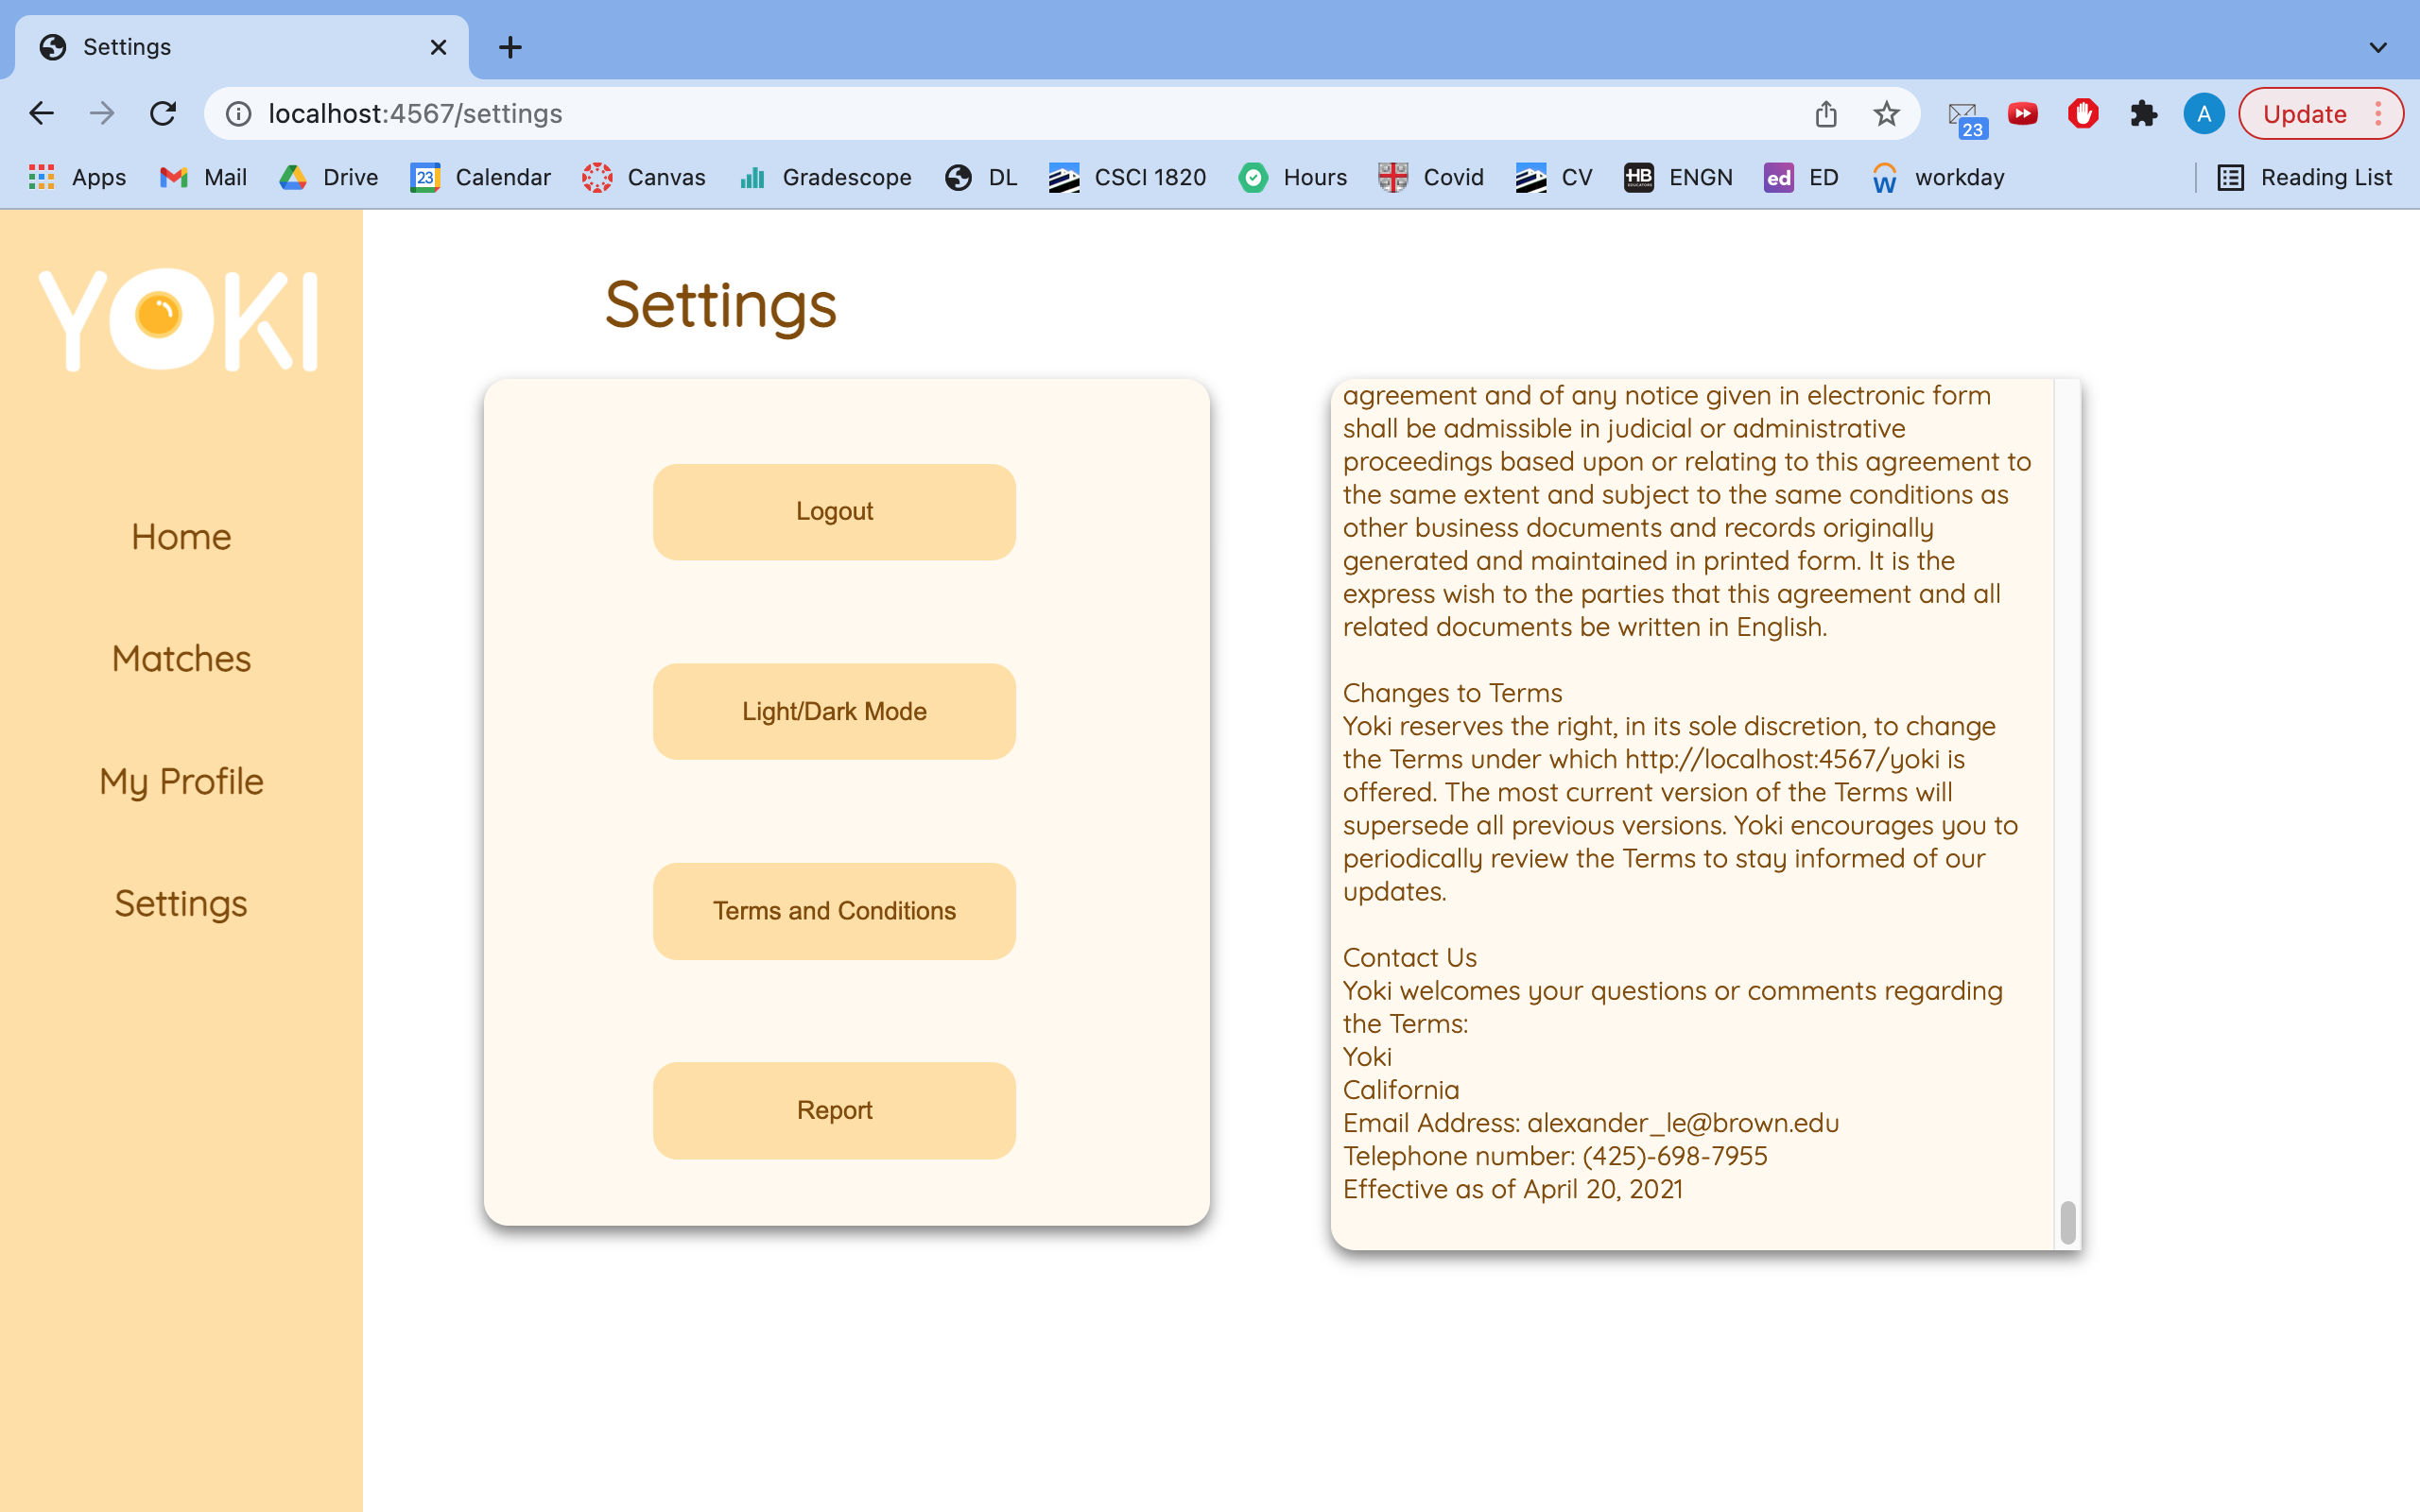 Settings
localhost:4567/settings
23
A
Update
Apps
Mail
Drive
23
Calendar
Canvas
Gradescope
DL
CSCI 1820
Hours
Covid
CV
HB
EDUCATORS
ENGN
ed
ED
W
workday
Reading List
YOKI
Home
Matches
My Profile
Settings
Settings
Logout
Light/Dark Mode
Terms and Conditions
Report
agreement and of any notice given in electronic form
shall be admissible in judicial or administrative
proceedings based upon or relating to this agreement to
the same extent and subject to the same conditions as
other business documents and records originally
generated and maintained in printed form. It is the
express wish to the parties that this agreement and all
related documents be written in English.
Changes to Terms
Yoki reserves the right, in its sole discretion, to change
the Terms under which http://localhost:4567/yoki is
offered. The most current version of the Terms will
supersede all previous versions. Yoki encourages you to
periodically review the Terms to stay informed of our
updates.
Contact Us
Yoki welcomes your questions or comments regarding
the Terms:
Yoki
California
Email Address: alexander_le@brown.edu
Telephone number: (425)-698-7955
Effective as of April 20, 2021